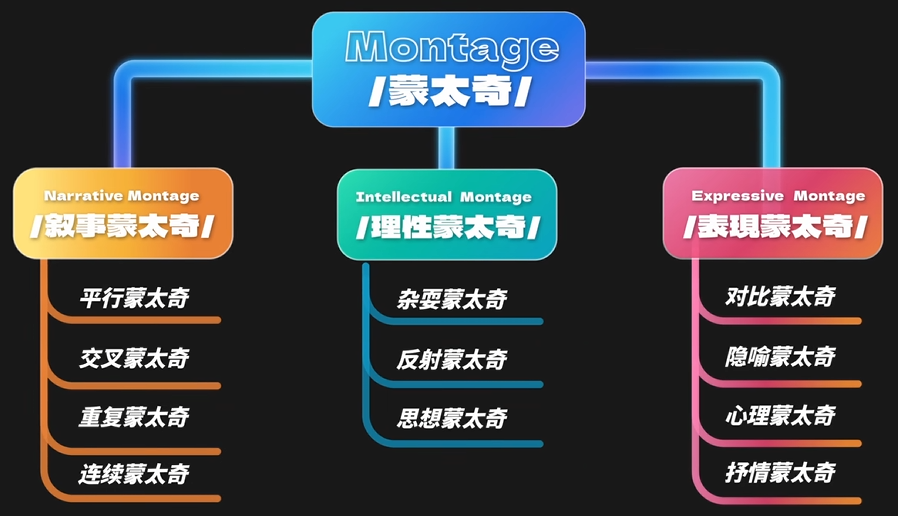 Montage
/蒙太奇/
Narrative Montage
/叙事蒙太奇/
平行蒙太奇
交叉蒙太奇
重复蒙太奇
连续蒙太奇
Intellectual Montage
/理性蒙太奇/
杂耍蒙太奇
反射蒙太奇
思想蒙太奇
Expressive Montage
/表现蒙太奇/
对比蒙太奇
隐喻蒙太奇
心理蒙太奇
抒情蒙太奇